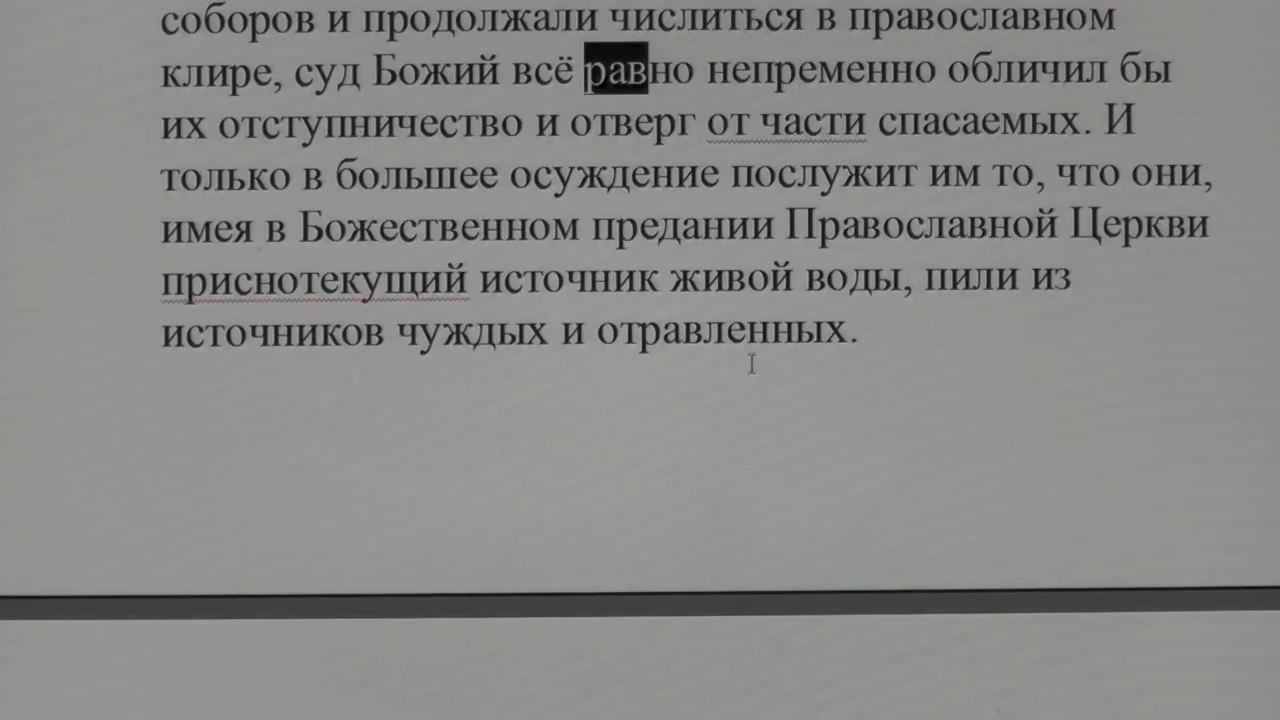 соборов и продолжали числиться в православном
клире, суд Божий всё равно непременно обличил бы
их отступничество и отверг от части спасаемых. И
только в большее осуждение послужит им то, что они,
имея в Божественном предании Православной Церкви
приснотекущий источник живой воды, пили из
источников чуждых и отравленных.